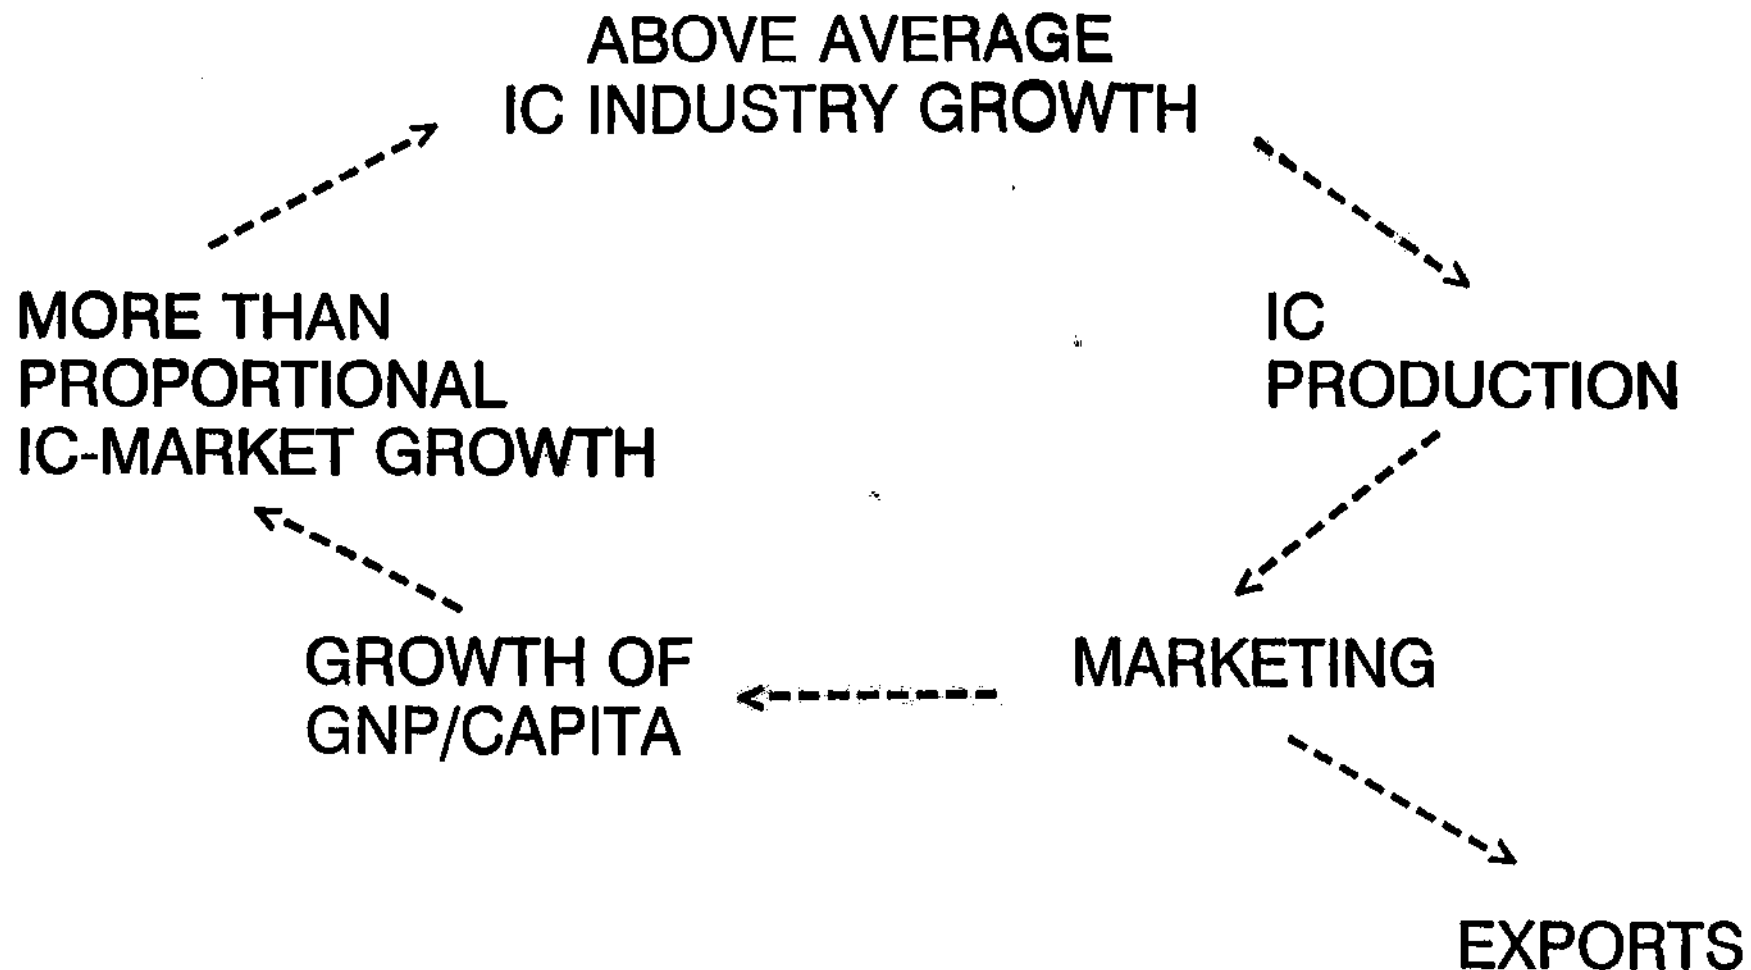 ABOVE AVERAGE
IC INDUSTRY GROWTH
MORE THAN
PROPORTIONAL
IC-MARKET GROWTH
IC
PRODUCTION
GROWTH OF
GNP/CAPITA
MARKETING
EXPORTS